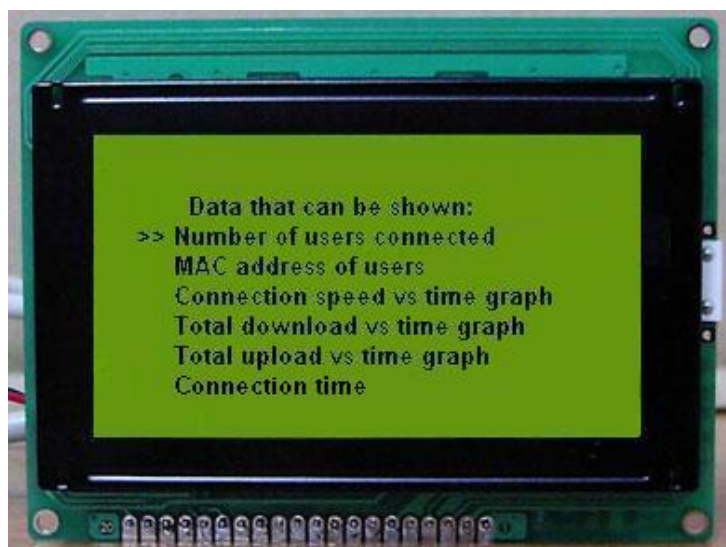 Data that can be shown:
>> Number of users connected
MAC address of users
Connection speed vs time graph
Total download vs time graph
Total upload vs time graph
Connection time
20